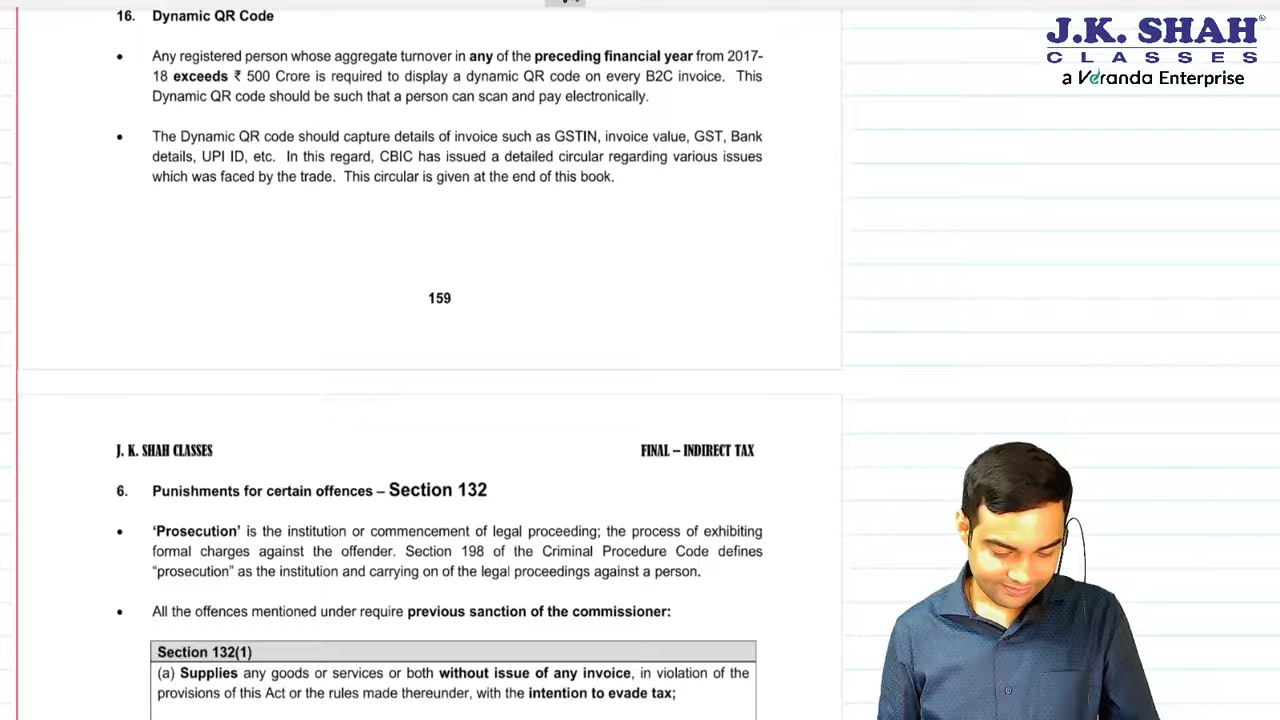 16. Dynamic QR Code
J.K. SHAH®
CLASSES
a Veranda Enterprise
• Any registered person whose aggregate turnover in any of the preceding financial year from 2017-
18 exceeds ₹ 500 Crore is required to display a dynamic QR code on every B2C invoice. This
Dynamic QR code should be such that a person can scan and pay electronically.
• The Dynamic QR code should capture details of invoice such as GSTIN, invoice value, GST, Bank
details, UPI ID, etc. In this regard, CBIC has issued a detailed circular regarding various issues
which was faced by the trade. This circular is given at the end of this book.
159
J. K. SHAH CLASSES
FINAL – INDIRECT TAX
6. Punishments for certain offences – Section 132
• ‘Prosecution’ is the institution or commencement of legal proceeding; the process of exhibiting
formal charges against the offender. Section 198 of the Criminal Procedure Code defines
“prosecution” as the institution and carrying on of the legal proceedings against a person.
• All the offences mentioned under require previous sanction of the commissioner:
Section 132(1)
(a) Supplies any goods or services or both without issue of any invoice, in violation of the
provisions of this Act or the rules made thereunder, with the intention to evade tax;